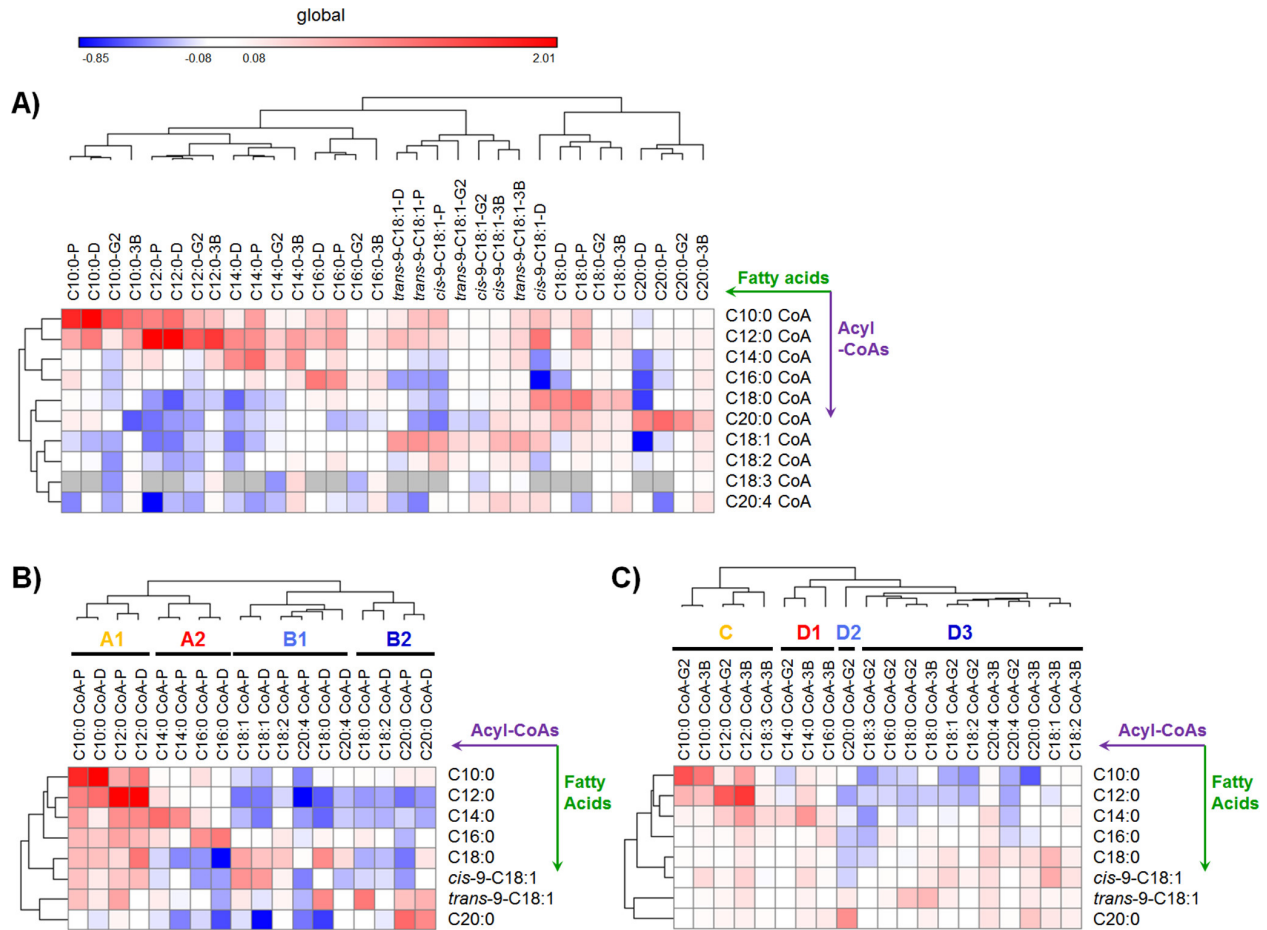 global
-0.85 -0.08 0.08 2.01
A)
C10:0-P
C10:0-D
C10:0-G2
C10:0-3B
C12:0-P
C12:0-D
C12:0-G2
C12:0-3B
C14:0-D
C14:0-P
C14:0-G2
C14:0-3B
C16:0-D
C16:0-P
C16:0-G2
C16:0-3B
trans-9-C18:1-D
trans-9-C18:1-P
cis-9-C18:1-P
trans-9-C18:1-G2
cis-9-C18:1-G2
cis-9-C18:1-3B
trans-9-C18:1-3B
cis-9-C18:1-D
C18:0-D
C18:0-P
C18:0-G2
C18:0-3B
C20:0-D
C20:0-P
C20:0-G2
C20:0-3B
Fatty acids
Acyl
-CoAs
C10:0 CoA
C12:0 CoA
C14:0 CoA
C16:0 CoA
C18:0 CoA
C20:0 CoA
C18:1 CoA
C18:2 CoA
C18:3 CoA
C20:4 CoA
B)
A1 A2 B1 B2
C10:0 CoA-P
C10:0 CoA-D
C12:0 CoA-P
C12:0 CoA-D
C14:0 CoA-P
C14:0 CoA-D
C16:0 CoA-P
C16:0 CoA-D
C18:1 CoA-P
C18:1 CoA-D
C18:2 CoA-P
C20:4 CoA-P
C18:0 CoA-D
C20:4 CoA-D
C18:0 CoA-P
C18:2 CoA-D
C20:0 CoA-P
C20:0 CoA-D
Acyl-CoAs
Fatty
Acids
C10:0
C12:0
C14:0
C16:0
C18:0
cis-9-C18:1
trans-9-C18:1
C20:0
C)
C D1 D2 D3
C10:0 CoA-G2
C10:0 CoA-3B
C12:0 CoA-G2
C12:0 CoA-3B
C18:3 CoA-3B
C14:0 CoA-G2
C14:0 CoA-3B
C16:0 CoA-3B
C20:0 CoA-G2
C18:3 CoA-G2
C16:0 CoA-G2
C18:0 CoA-G2
C18:0 CoA-3B
C18:1 CoA-G2
C18:2 CoA-G2
C20:4 CoA-3B
C20:4 CoA-G2
C20:0 CoA-3B
C18:1 CoA-3B
C18:2 CoA-3B
Acyl-CoAs
Fatty
Acids
C10:0
C12:0
C14:0
C16:0
C18:0
cis-9-C18:1
trans-9-C18:1
C20:0